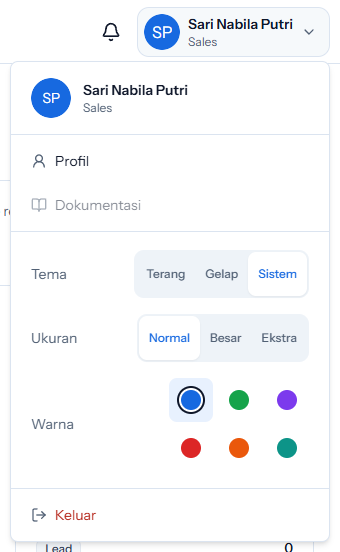 SP Sari Nabila Putri
Sales
SP Sari Nabila Putri
Sales
Profil
Dokumentasi
Tema Terang Gelap Sistem
Ukuran Normal Besar Ekstra
Warna
Keluar
Lead 0